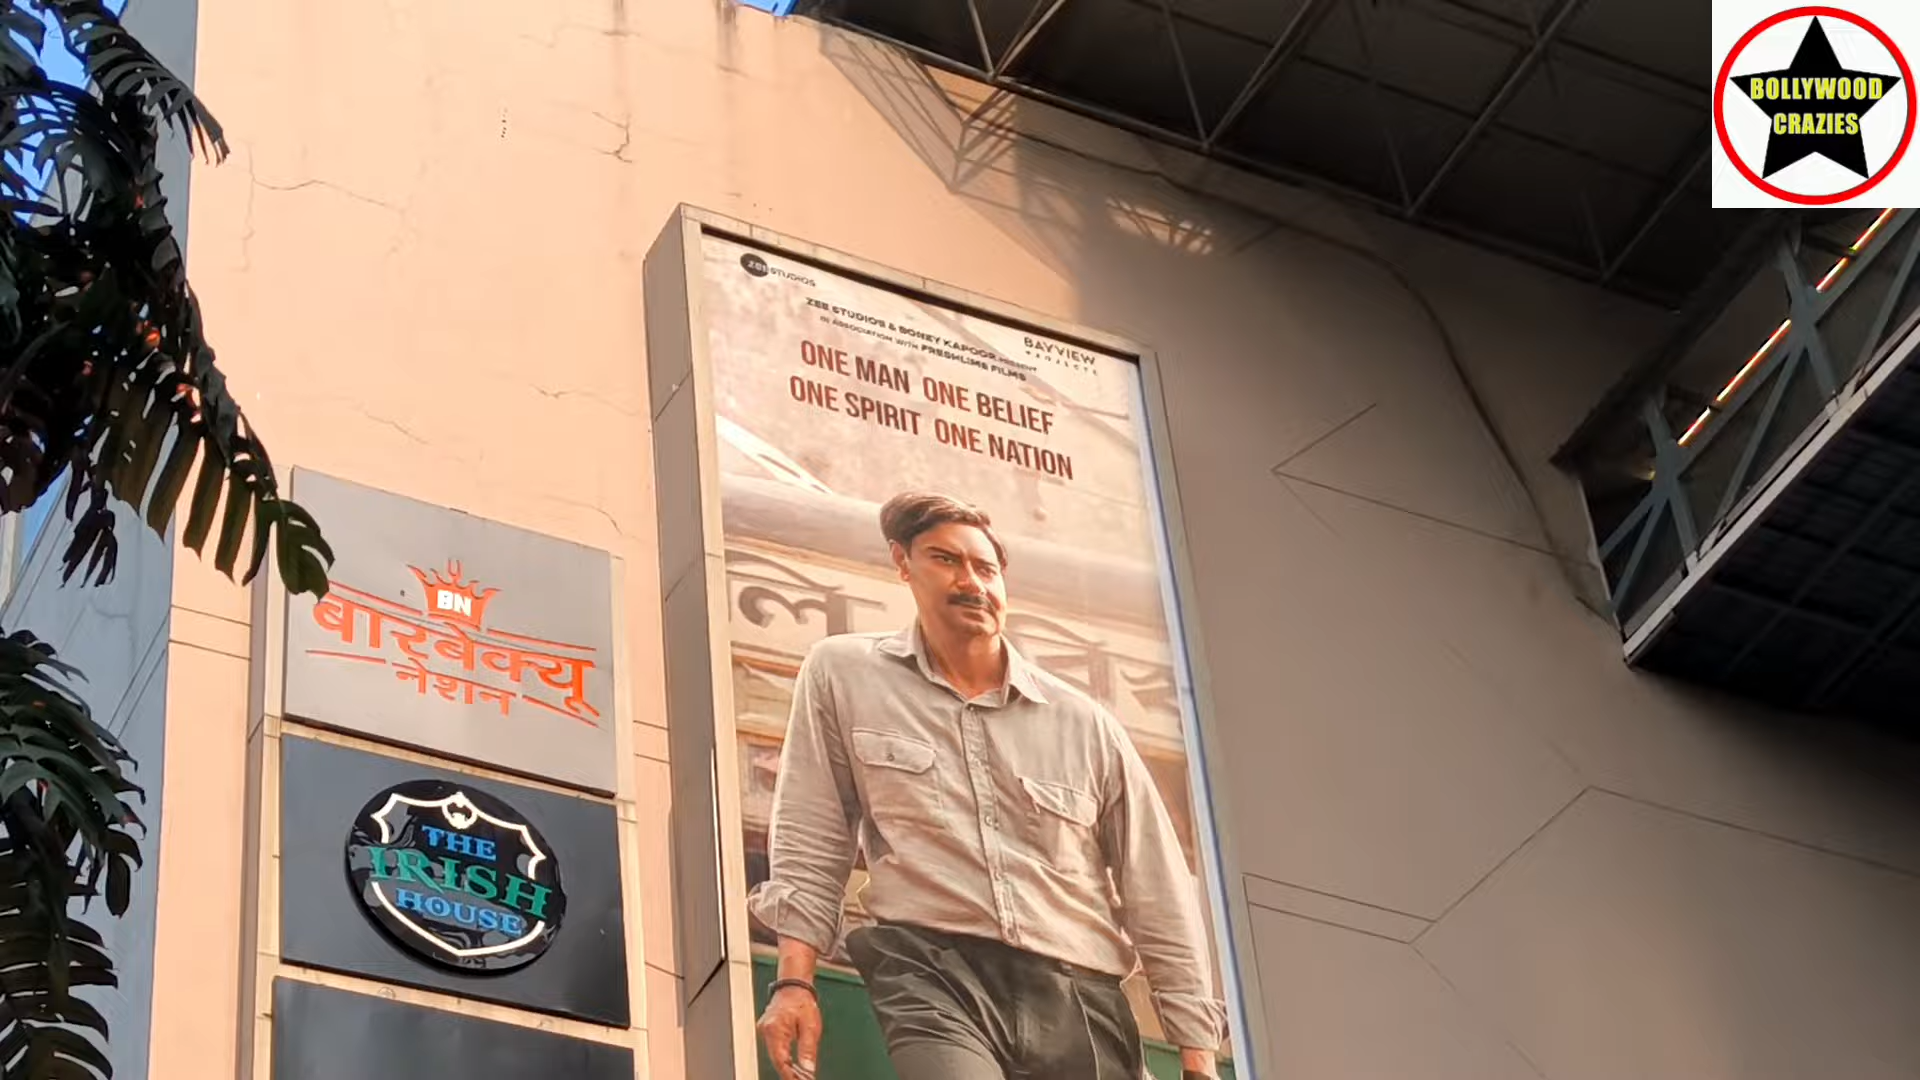 BOLLYWOOD
CRAZIES
ZEE STUDIOS
ZEE STUDIOS & BONEY KAPOOR PRESENT
IN ASSOCIATION WITH FRESHLIME FILMS
BAYVIEW
PROJECTS
ONE MAN ONE BELIEF
ONE SPIRIT ONE NATION
BN
बारबेक्यू
नेशन
THE
IRISH
HOUSE